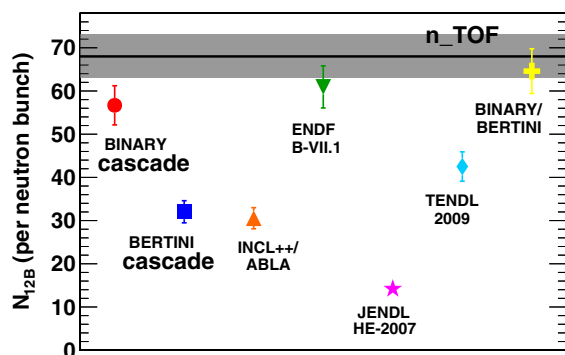 n_TOF
70
60
50
40
30
20
10
0
N12B (per neutron bunch)
BINARY
cascade
BERTINI
cascade
INCL++/
ABLA
ENDF
B-VII.1
JENDL
HE-2007
TENDL
2009
BINARY/
BERTINI